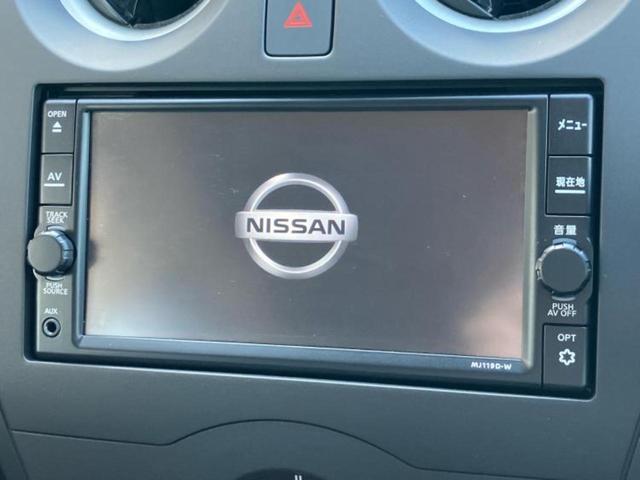 OPEN
AV
TRACK
SEEK
PUSH
SOURCE
AUX
NISSAN
メニュー
現在地
音量
PUSH
AV OFF
OPT
MJ119D-W